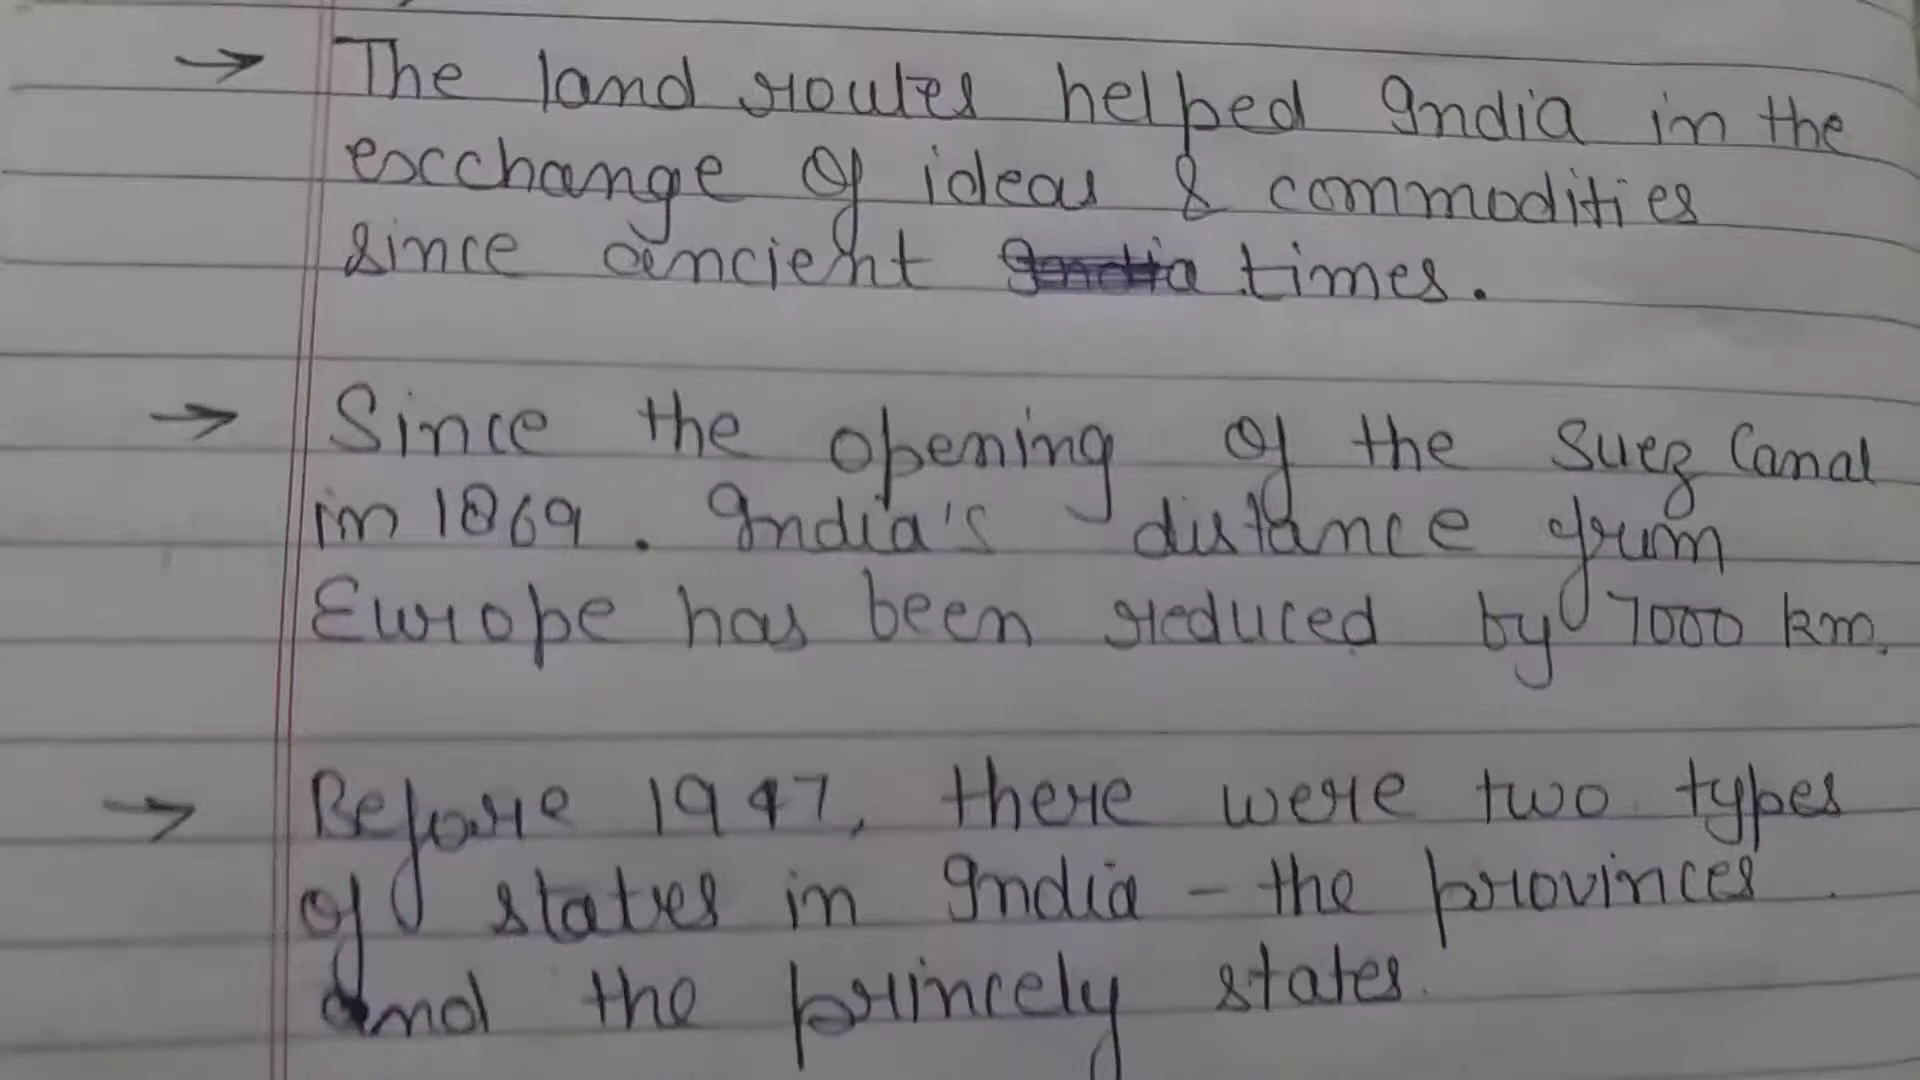 → The land routes helped India in the
exchange of ideas & commodities
since ancient India times.
→ Since the opening of the Suez Canal
in 1869. India's distance from
Europe has been reduced by 7000 km.
→ Before 1947, there were two types
of states in India - the provinces
and the princely states.